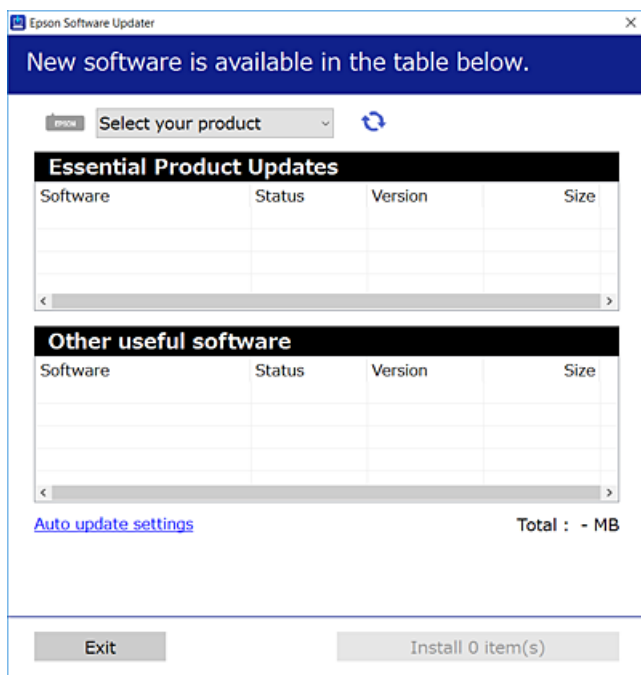 Epson Software Updater
New software is available in the table below.
EPSON Select your product
Essential Product Updates
Software Status Version Size
Other useful software
Software Status Version Size
Auto update settings Total : - MB
Exit Install 0 item(s)